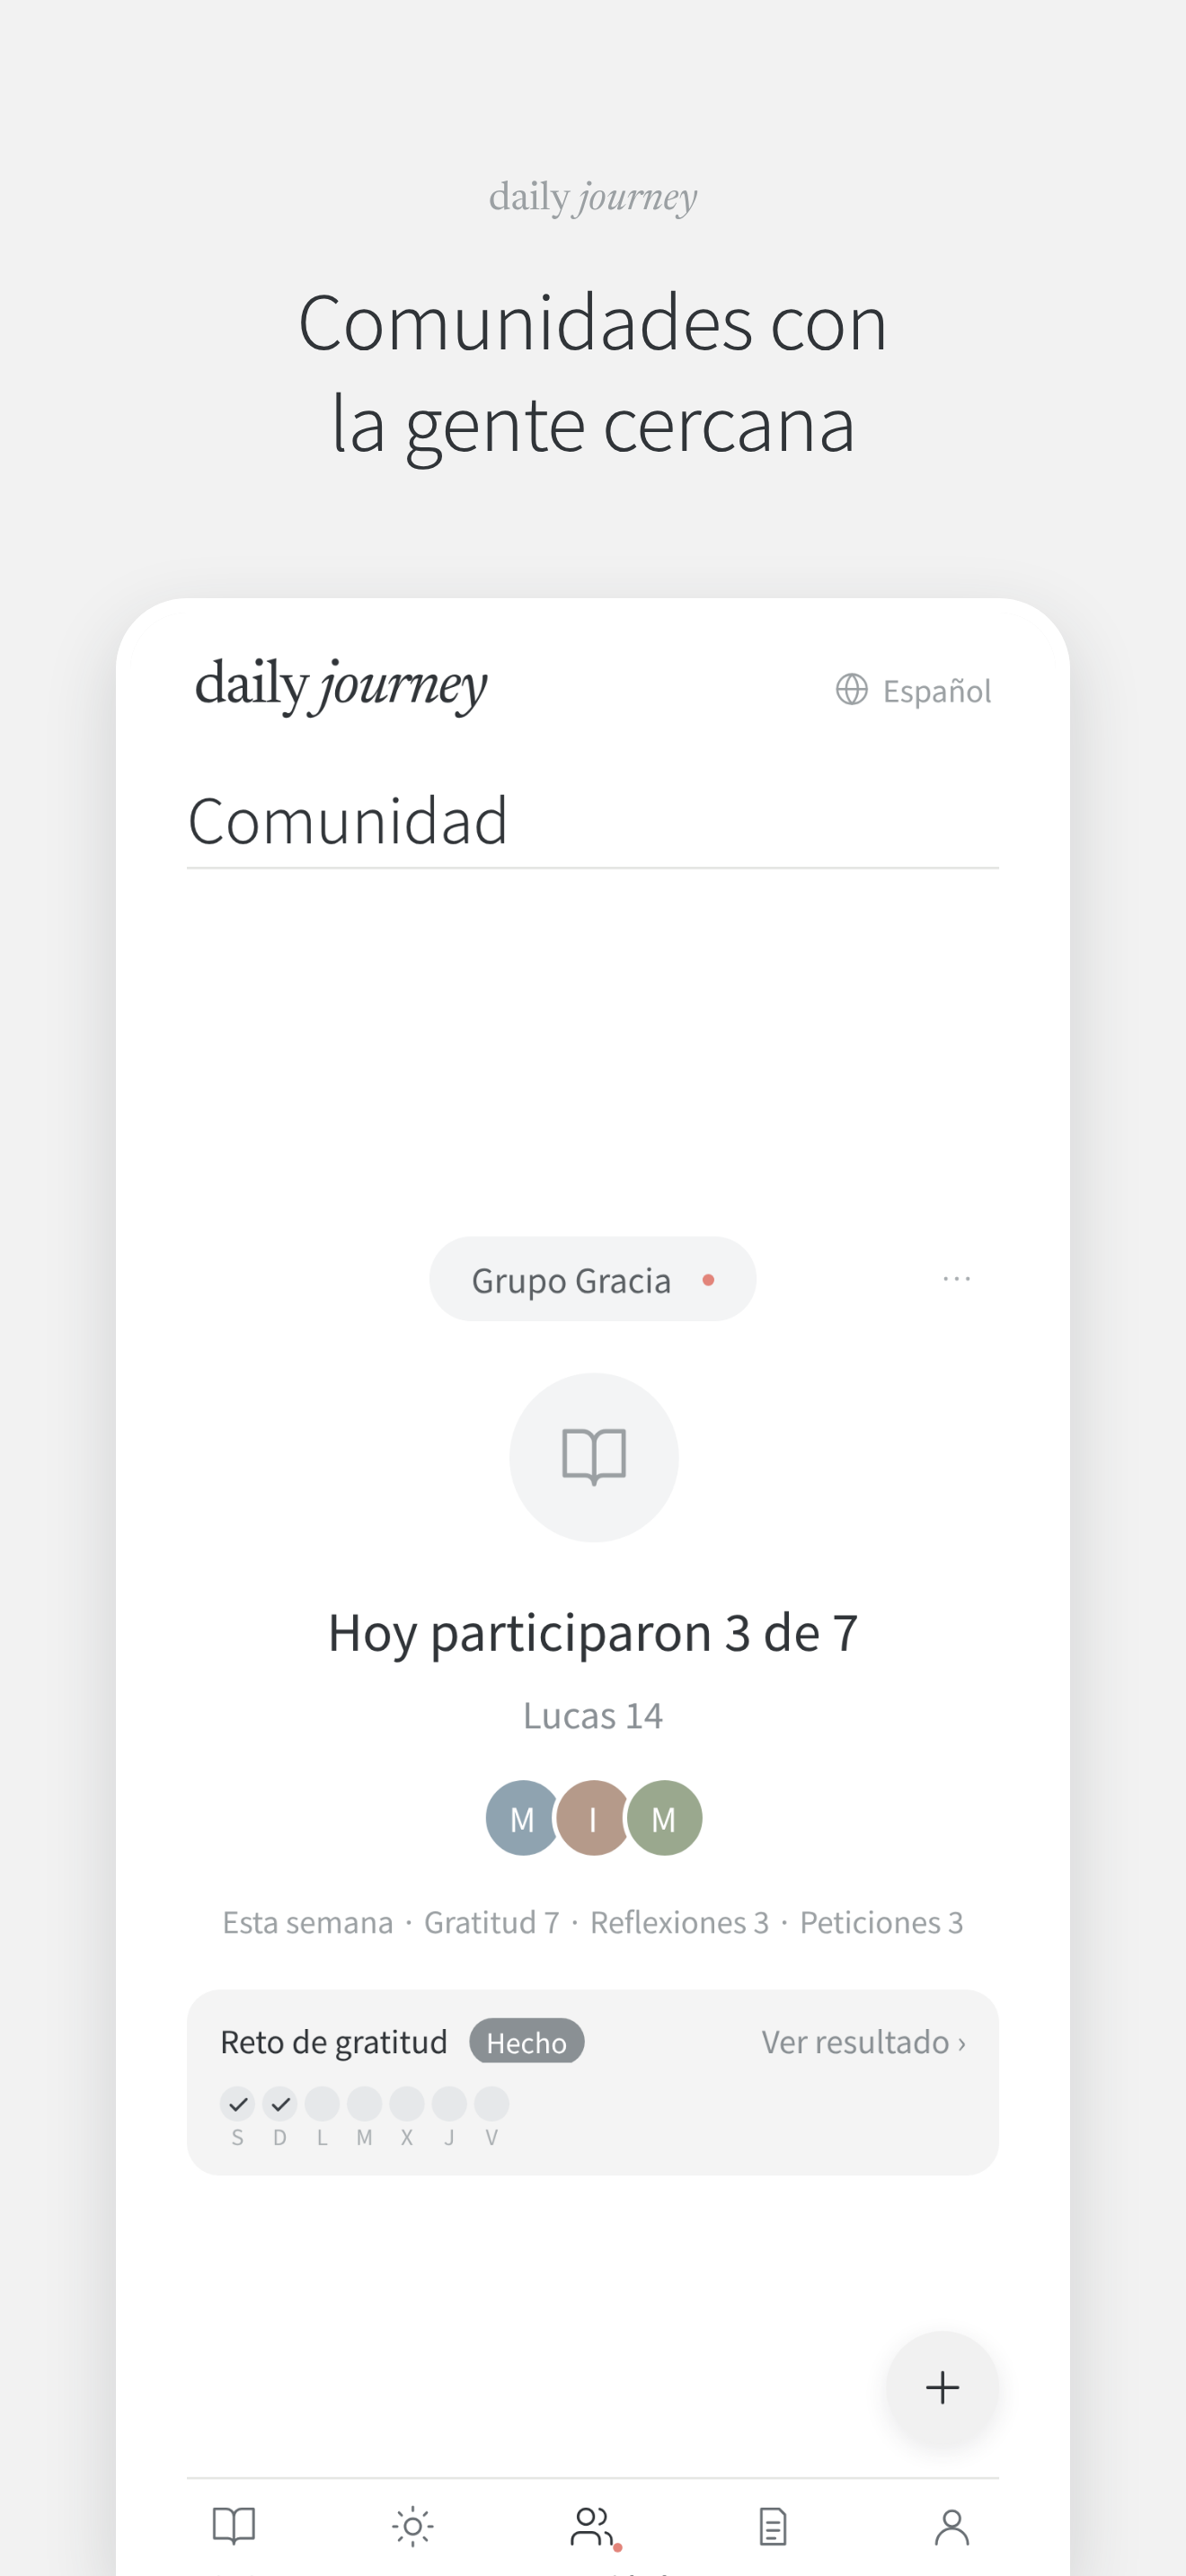 daily journey
Comunidades con
la gente cercana
daily journey
Español
Comunidad
Grupo Gracia
...
Hoy participaron 3 de 7
Lucas 14
M I M
Esta semana · Gratitud 7 · Reflexiones 3 · Peticiones 3
Reto de gratitud Hecho Ver resultado ›
S D L M X J V
+